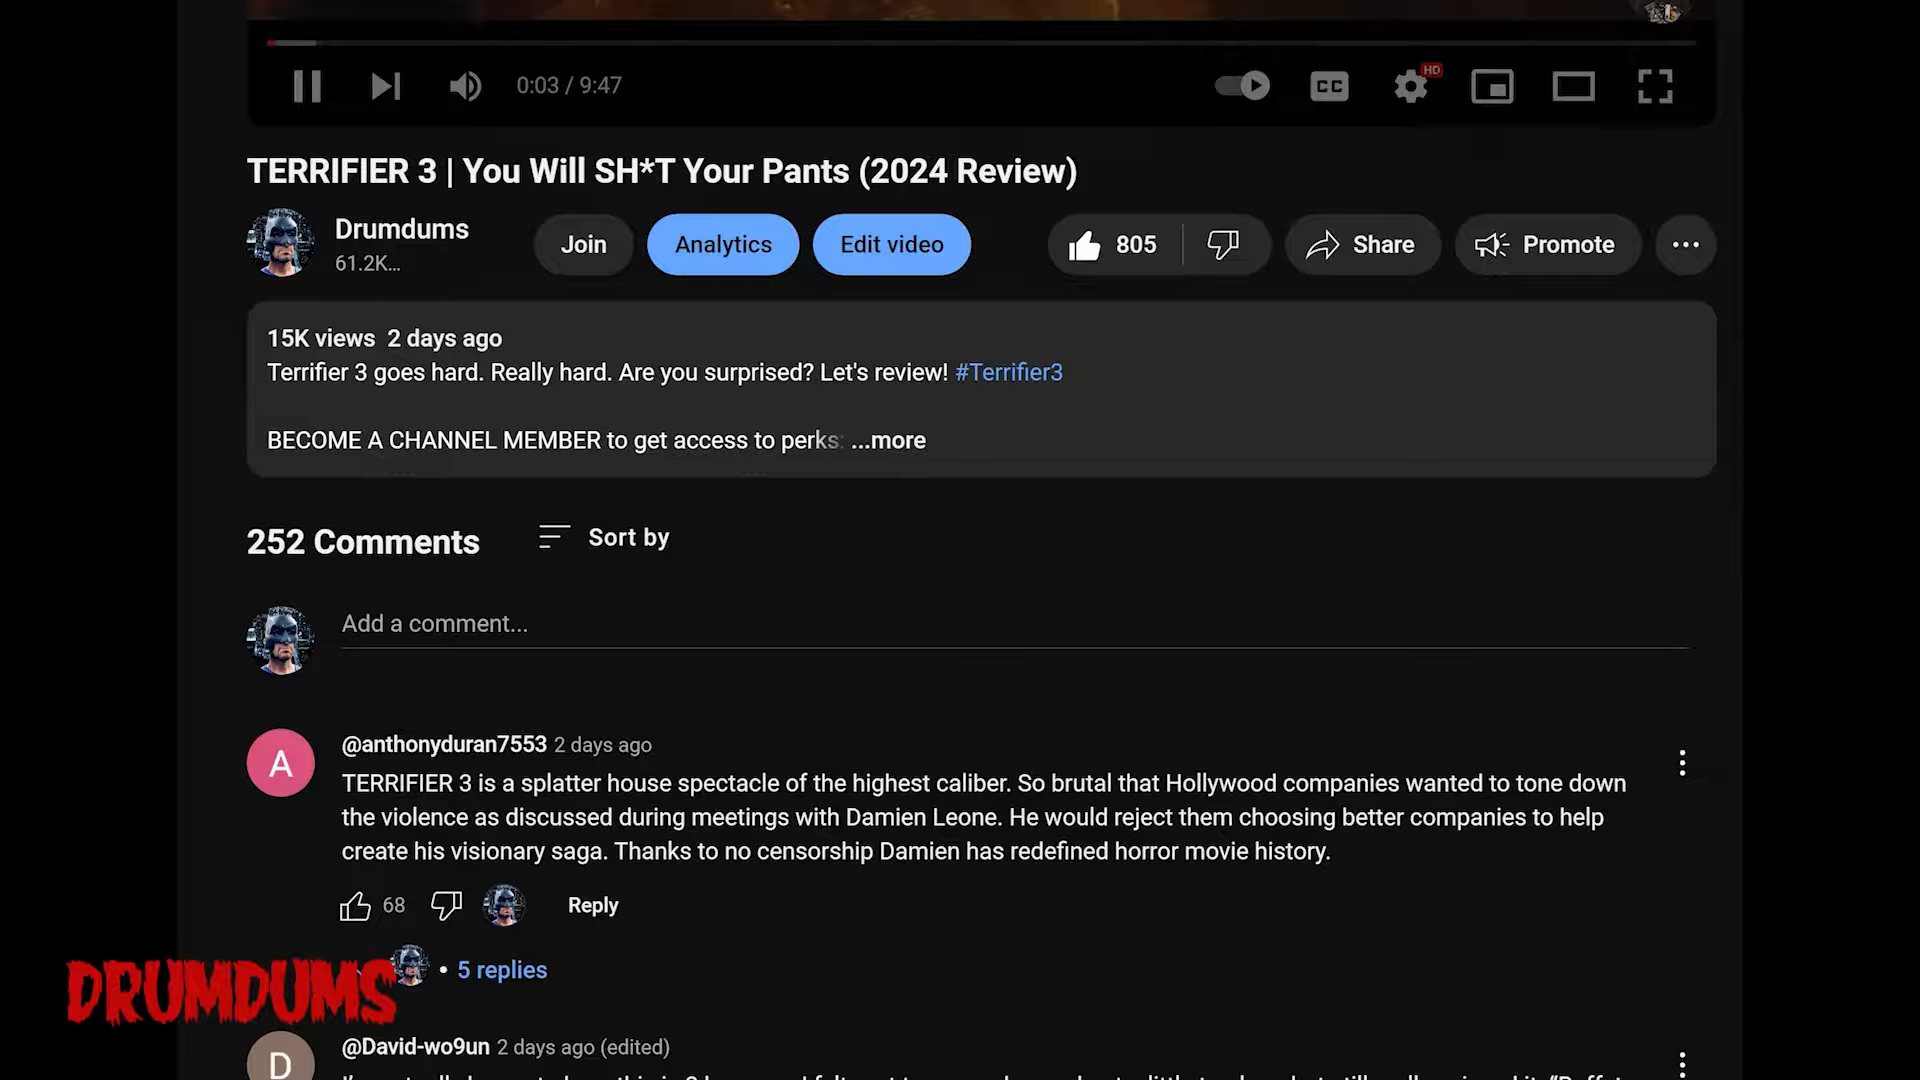 HD
CC
0:03 / 9:47
TERRIFIER 3 | You Will SH*T Your Pants (2024 Review)
Drumdums
61.2K...
Join
Analytics
Edit video
805
Share
Promote
15K views 2 days ago
Terrifier 3 goes hard. Really hard. Are you surprised? Let's review! #Terrifier3
BECOME A CHANNEL MEMBER to get access to perks: ...more
252 Comments
Sort by
Add a comment...
A
@anthonyduran7553 2 days ago
TERRIFIER 3 is a splatter house spectacle of the highest caliber. So brutal that Hollywood companies wanted to tone down
the violence as discussed during meetings with Damien Leone. He would reject them choosing better companies to help
create his visionary saga. Thanks to no censorship Damien has redefined horror movie history.
68
Reply
• 5 replies
DRUMDUMS
D
@David-wo9un 2 days ago (edited)